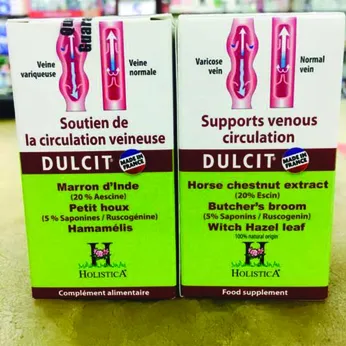 Veine
variqueuse
Veine
normale
Soutien de
la circulation veineuse
DULCIT
MADE IN
FRANCE
Marron d'Inde
(20 % Aescine)
Petit houx
(5 % Saponines / Ruscogénine)
Hamamélis
H
HOLISTICA
Complément alimentaire
Varicose
vein
Normal
vein
Supports venous
circulation
DULCIT
MADE IN
FRANCE
Horse chestnut extract
(20% Escin)
Butcher's broom
(5% Saponins / Ruscogenin)
Witch Hazel leaf
100% natural origin
H
HOLISTICA
Food supplement